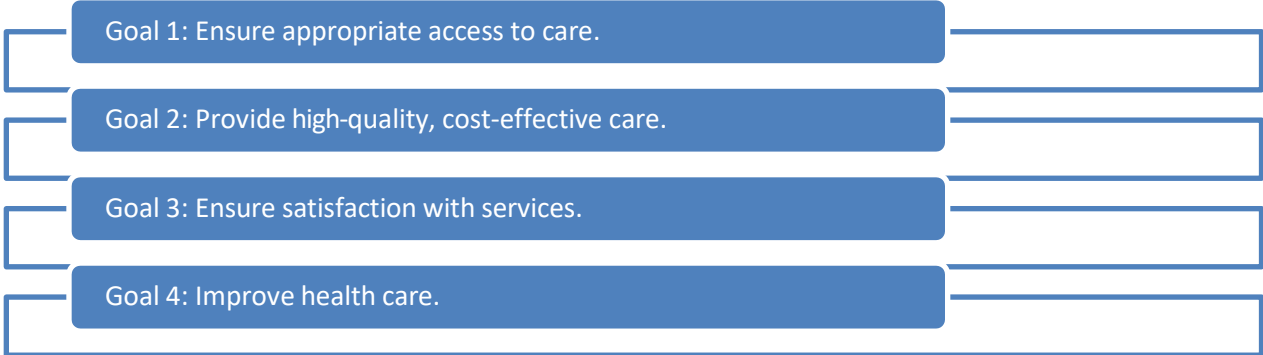 Goal 1: Ensure appropriate access to care.
Goal 2: Provide high-quality, cost-effective care.
Goal 3: Ensure satisfaction with services.
Goal 4: Improve health care.